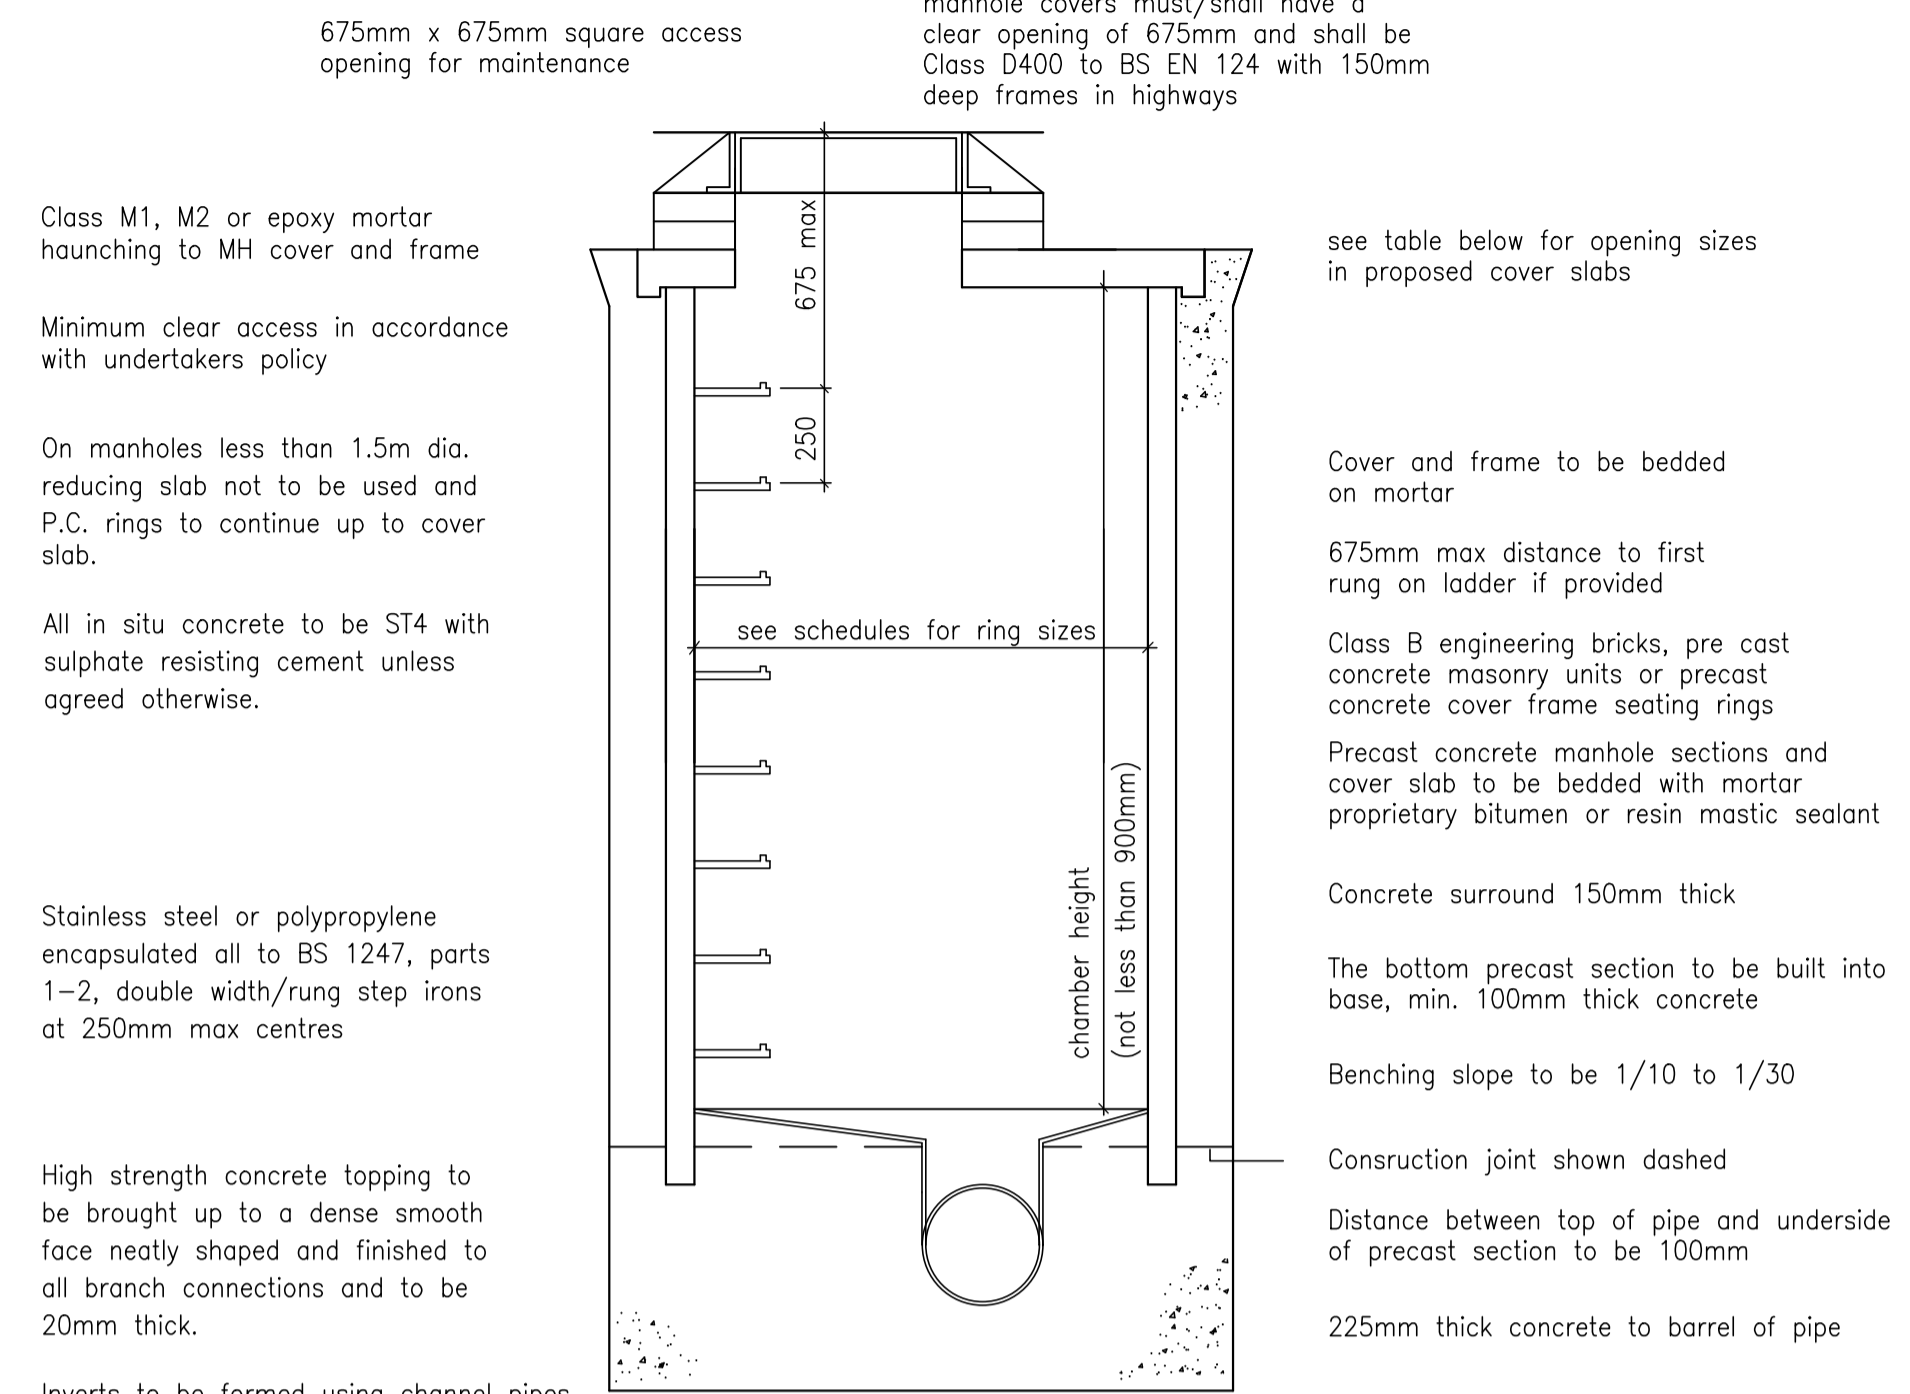 675mm x 675mm square access
opening for maintenance
manhole covers must/shall have a
clear opening of 675mm and shall be
Class D400 to BS EN 124 with 150mm
deep frames in highways
Class M1, M2 or epoxy mortar
haunching to MH cover and frame
Minimum clear access in accordance
with undertakers policy
On manholes less than 1.5m dia.
reducing slab not to be used and
P.C. rings to continue up to cover
slab.
All in situ concrete to be ST4 with
sulphate resisting cement unless
agreed otherwise.
Stainless steel or polypropylene
encapsulated all to BS 1247, parts
1-2, double width/rung step irons
at 250mm max centres
High strength concrete topping to
be brought up to a dense smooth
face neatly shaped and finished to
all branch connections and to be
20mm thick.
Inverts to be formed using channel pipes
675 max
250
see schedules for ring sizes
chamber height
(not less than 900mm)
see table below for opening sizes
in proposed cover slabs
Cover and frame to be bedded
on mortar
675mm max distance to first
rung on ladder if provided
Class B engineering bricks, pre cast
concrete masonry units or precast
concrete cover frame seating rings
Precast concrete manhole sections and
cover slab to be bedded with mortar
proprietary bitumen or resin mastic sealant
Concrete surround 150mm thick
The bottom precast section to be built into
base, min. 100mm thick concrete
Benching slope to be 1/10 to 1/30
Consruction joint shown dashed
Distance between top of pipe and underside
of precast section to be 100mm
225mm thick concrete to barrel of pipe